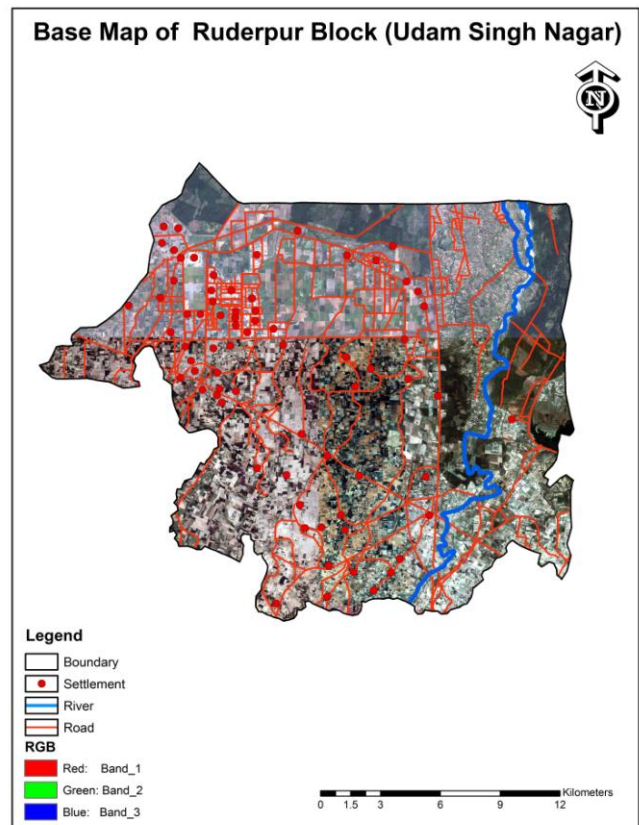 Base Map of Ruderpur Block (Udam Singh Nagar)
N
Legend
Boundary
Settlement
River
Road
RGB
Red: Band_1
Green: Band_2
Blue: Band_3
Kilometers
0 1.5 3 6 9 12